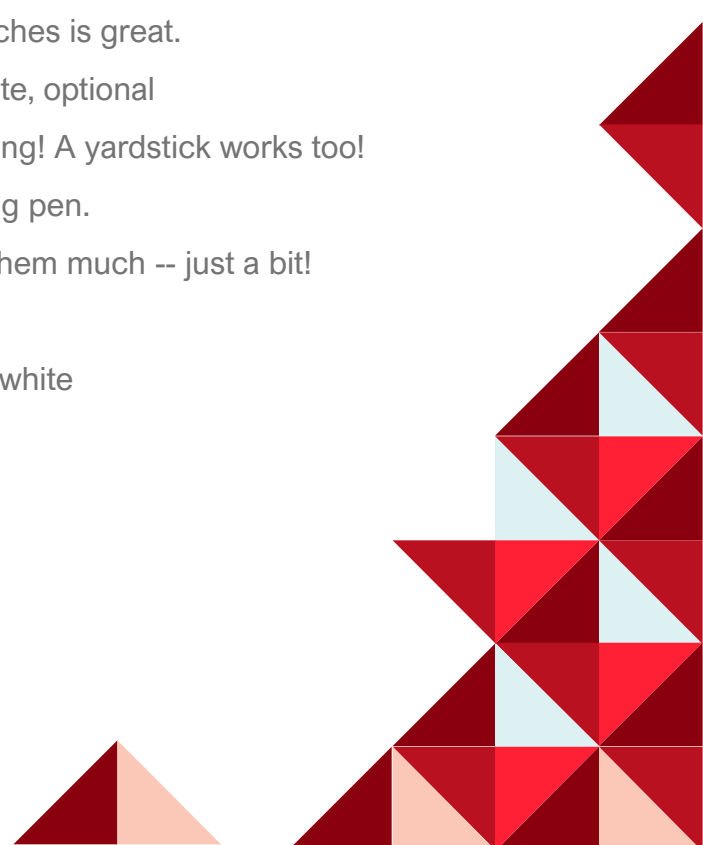 ches is great.
te, optional
ng! A yardstick works too!
g pen.
hem much -- just a bit!
white